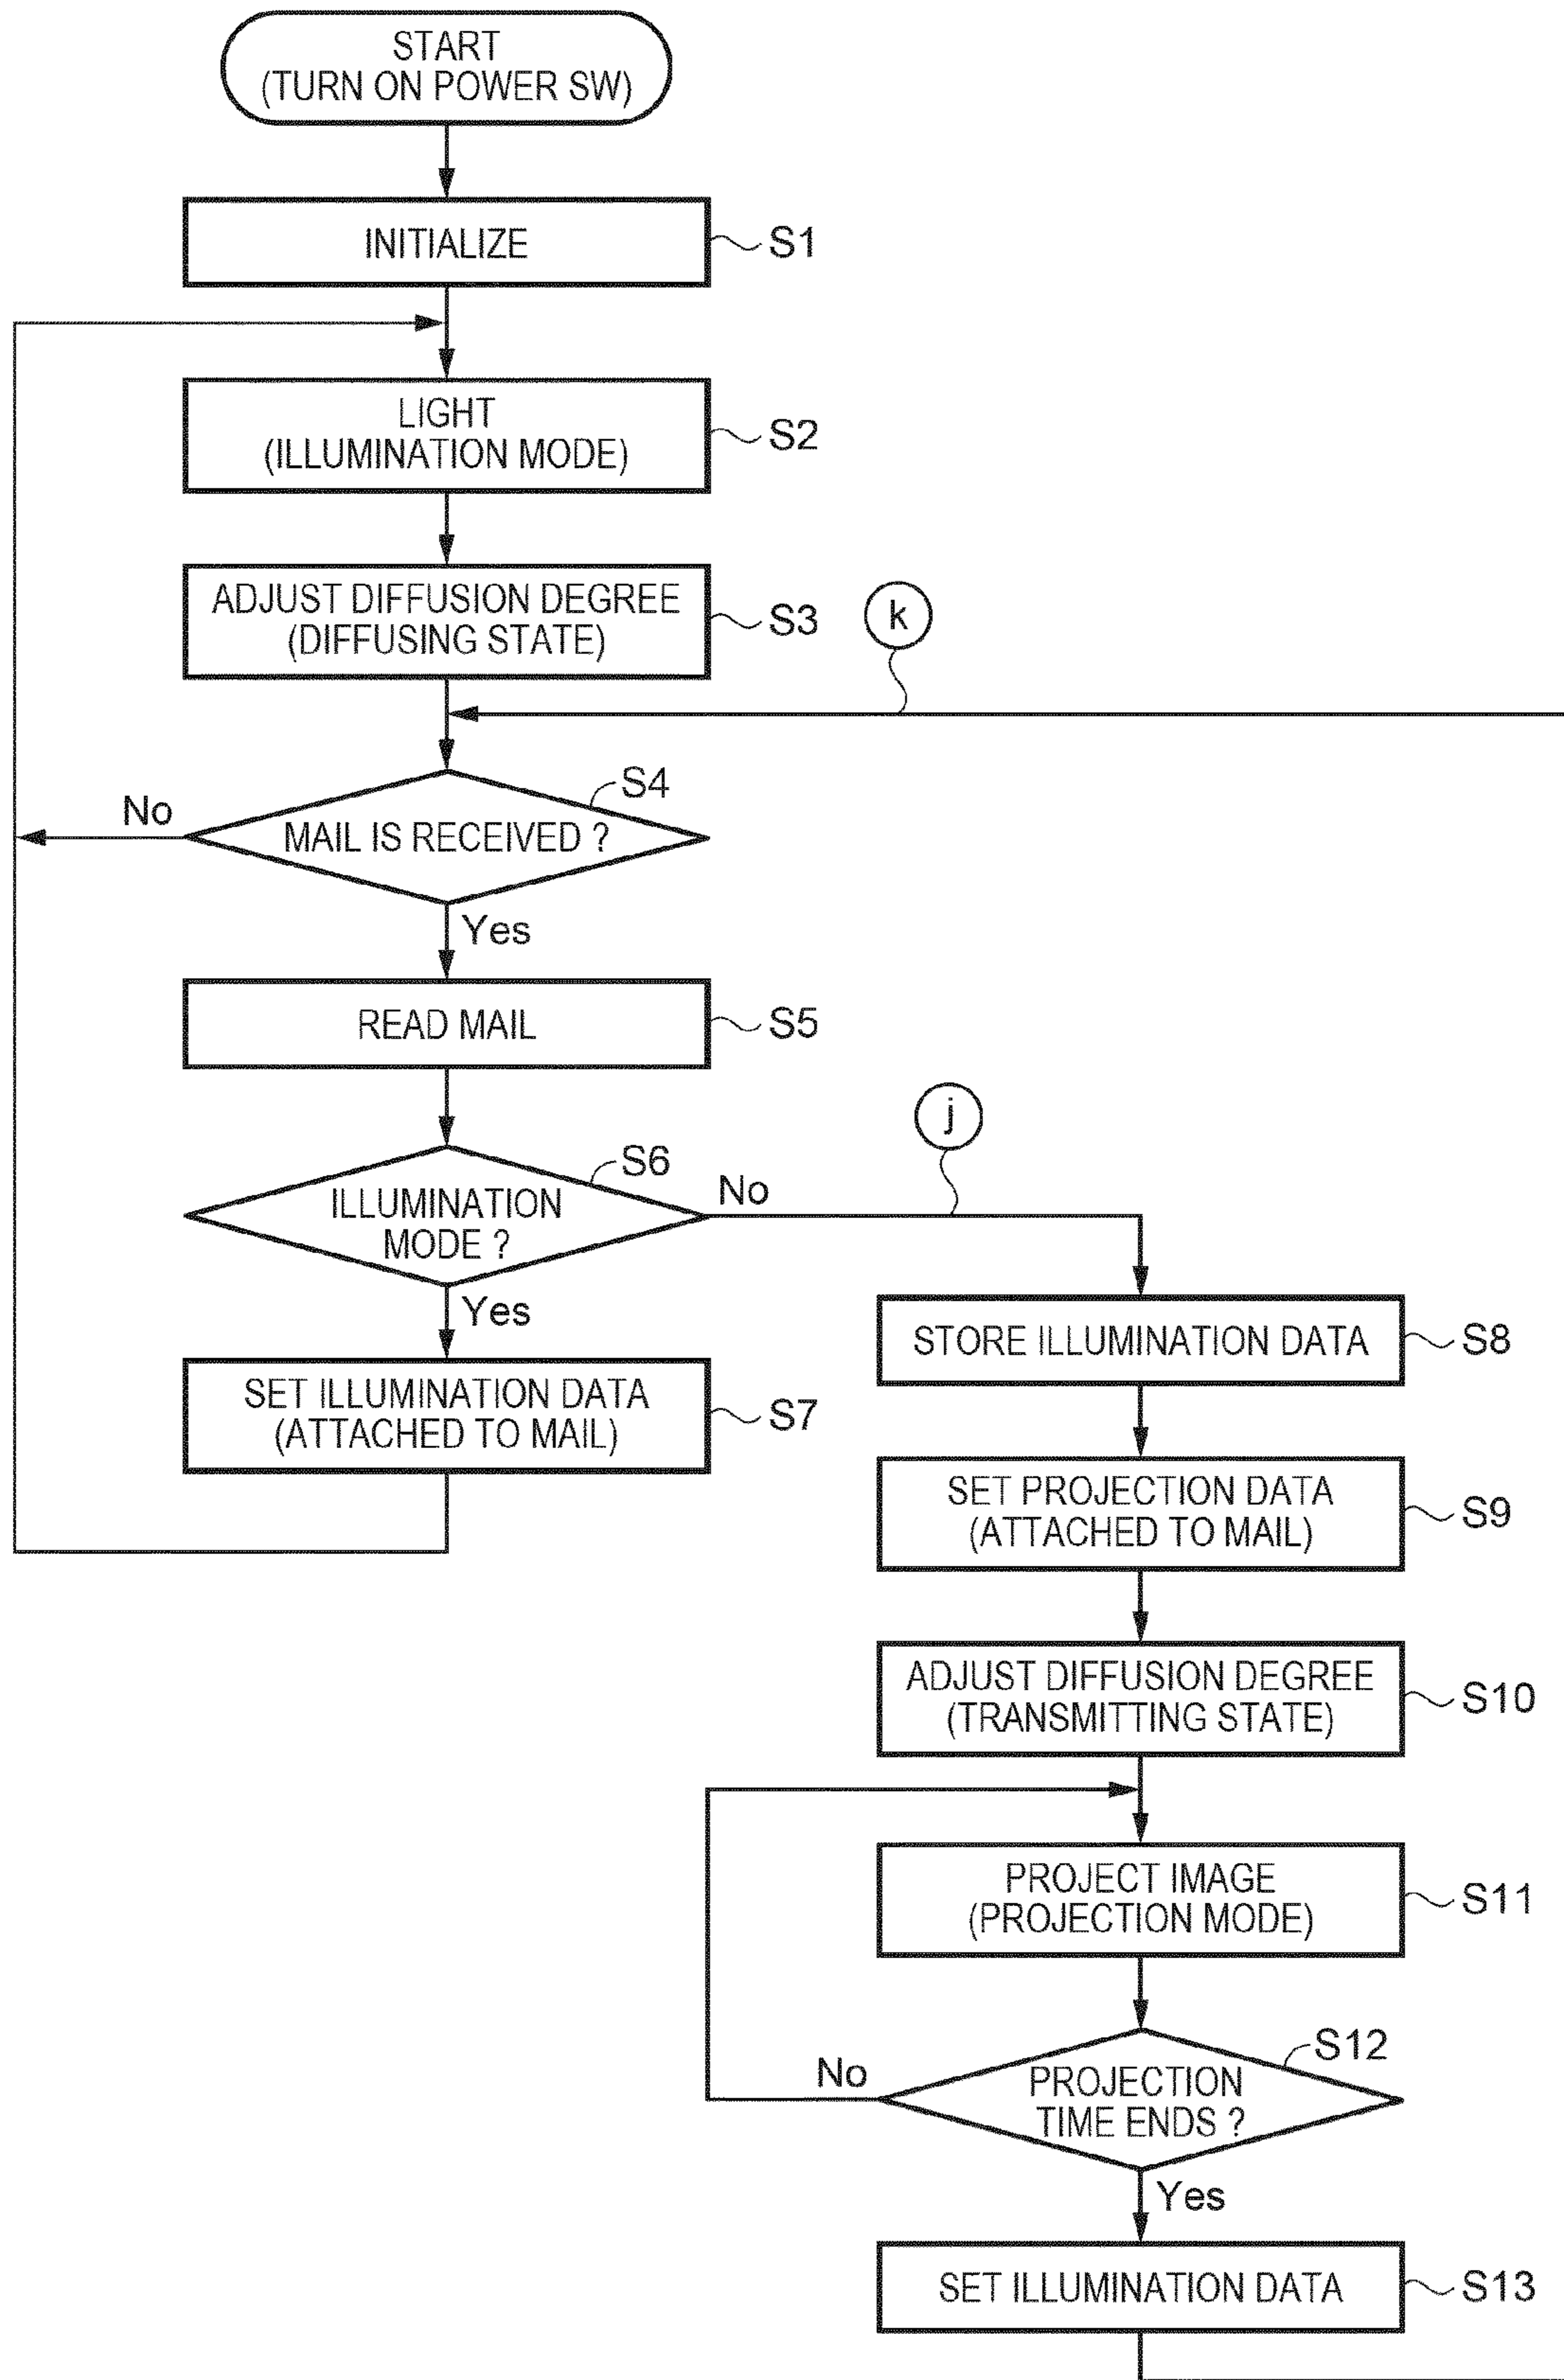 START
(TURN ON POWER SW)
INITIALIZE
S1
LIGHT
(ILLUMINATION MODE)
S2
ADJUST DIFFUSION DEGREE
(DIFFUSING STATE)
S3
k
S4
No
MAIL IS RECEIVED ?
Yes
READ MAIL
S5
j
S6
No
ILLUMINATION
MODE ?
Yes
SET ILLUMINATION DATA
(ATTACHED TO MAIL)
S7
STORE ILLUMINATION DATA
S8
SET PROJECTION DATA
(ATTACHED TO MAIL)
S9
ADJUST DIFFUSION DEGREE
(TRANSMITTING STATE)
S10
PROJECT IMAGE
(PROJECTION MODE)
S11
S12
No
PROJECTION
TIME ENDS ?
Yes
SET ILLUMINATION DATA
S13